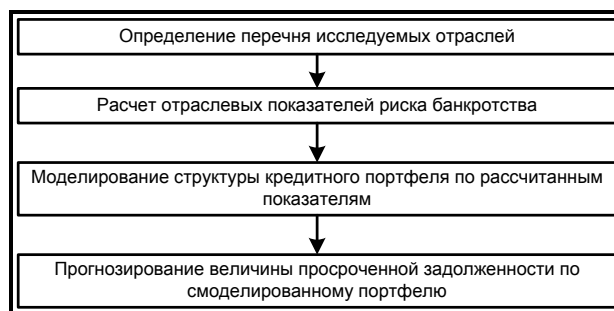 Определение перечня исследуемых отраслей
Расчет отраслевых показателей риска банкротства
Моделирование структуры кредитного портфеля по рассчитанным
показателям
Прогнозирование величины просроченной задолженности по
смоделированному портфелю